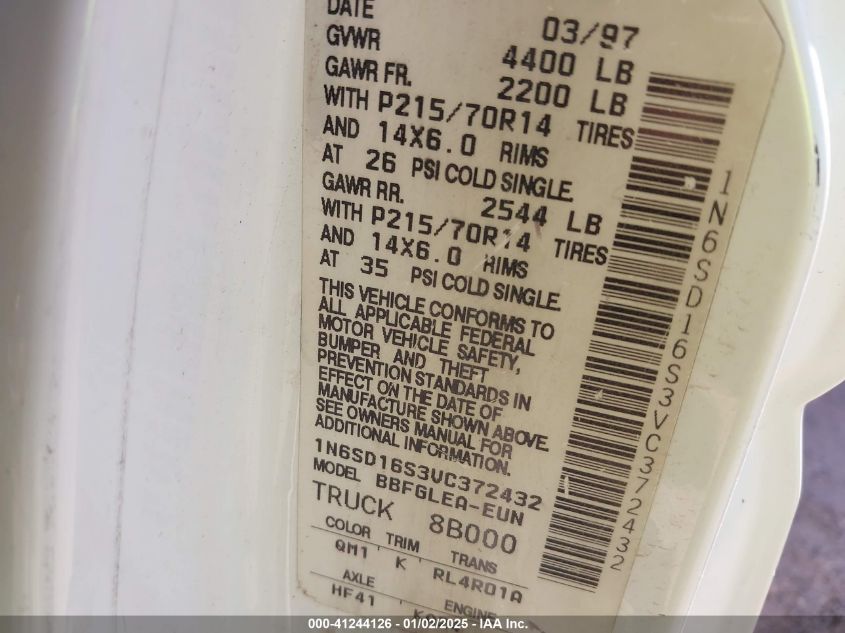 DATE 03/97
GVWR 4400 LB
GAWR FR. 2200 LB
WITH P215/70R14 TIRES
AND 14X6.0 RIMS
AT 26 PSI COLD SINGLE
GAWR RR. 2544 LB
WITH P215/70R14 TIRES
AND 14X6.0 RIMS
AT 35 PSI COLD SINGLE
THIS VEHICLE CONFORMS TO
ALL APPLICABLE FEDERAL
MOTOR VEHICLE SAFETY,
BUMPER AND THEFT
PREVENTION STANDARDS IN
EFFECT ON THE DATE OF
MANUFACTURE SHOWN ABOVE.
SEE OWNERS MANUAL FOR
ADDITIONAL INFORMATION.
1N6SD16S3VC372432
MODEL BBFGLEA-EUN
TRUCK 8B000
COLOR TRIM TRANS
QM1 K RL4R01A
AXLE ENGINE
HF41
1N6SD16S3VC372432
000-41244126 - 01/02/2025 - IAA Inc.